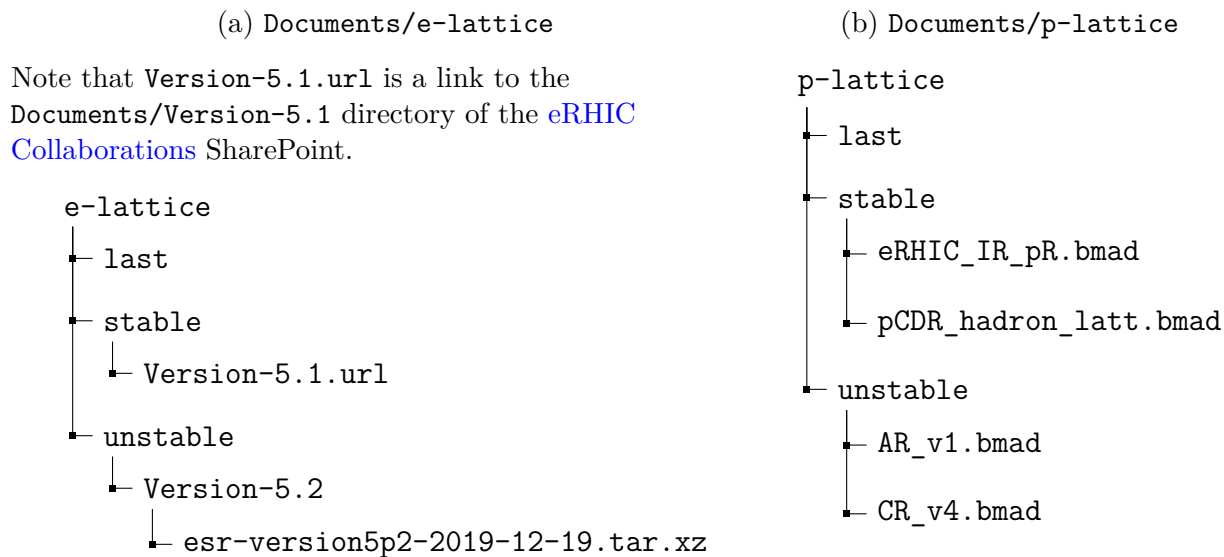 (a) Documents/e-lattice
Note that Version-5.1.url is a link to the
Documents/Version-5.1 directory of the eRHIC
Collaborations SharePoint.
e-lattice
last
stable
Version-5.1.url
unstable
Version-5.2
esr-version5p2-2019-12-19.tar.xz
(b) Documents/p-lattice
p-lattice
last
stable
eRHIC_IR_pR.bmad
pCDR_hadron_latt.bmad
unstable
AR_v1.bmad
CR_v4.bmad